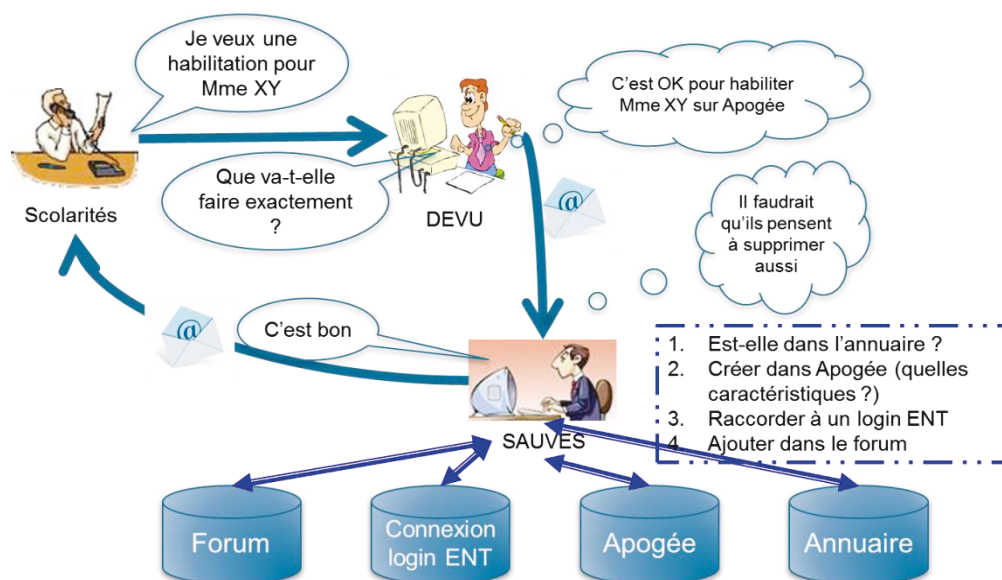 Je veux une
habilitation pour
Mme XY
C'est OK pour habiliter
Mme XY sur Apogée
Que va-t-elle
faire exactement
?
Scolarités
DEVU
@
Il faudrait
qu'ils pensent
à supprimer
aussi
@
C'est bon
1. Est-elle dans l'annuaire ?
2. Créer dans Apogée (quelles
caractéristiques ?)
3. Raccorder à un login ENT
4. Ajouter dans le forum
SAUVES
Forum
Connexion
login ENT
Apogée
Annuaire